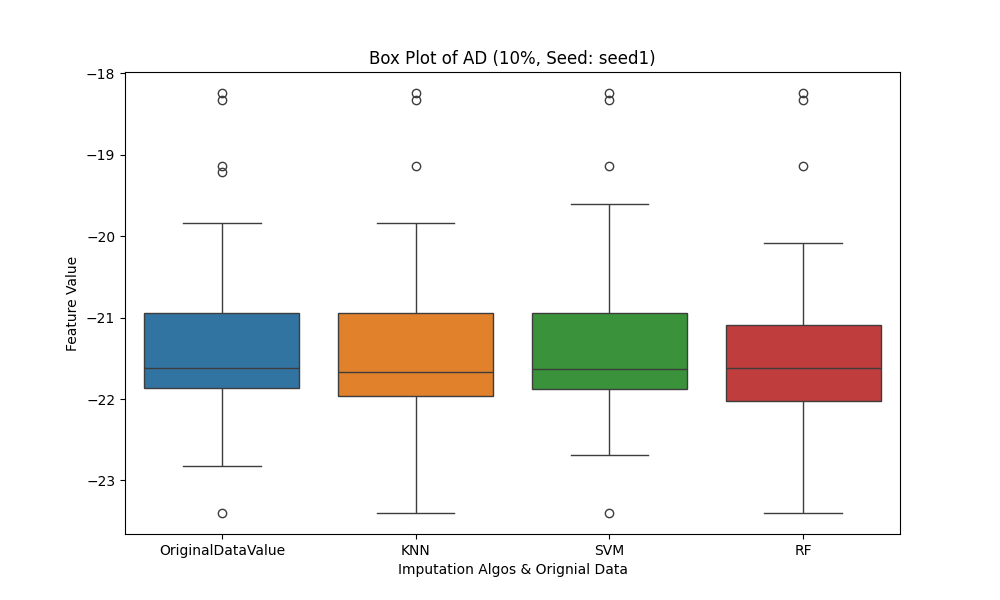 Box Plot of AD (10%, Seed: seed1)
−18
−19
−20
−21
−22
−23
Feature Value
OriginalDataValue
KNN
SVM
RF
Imputation Algos & Orignial Data